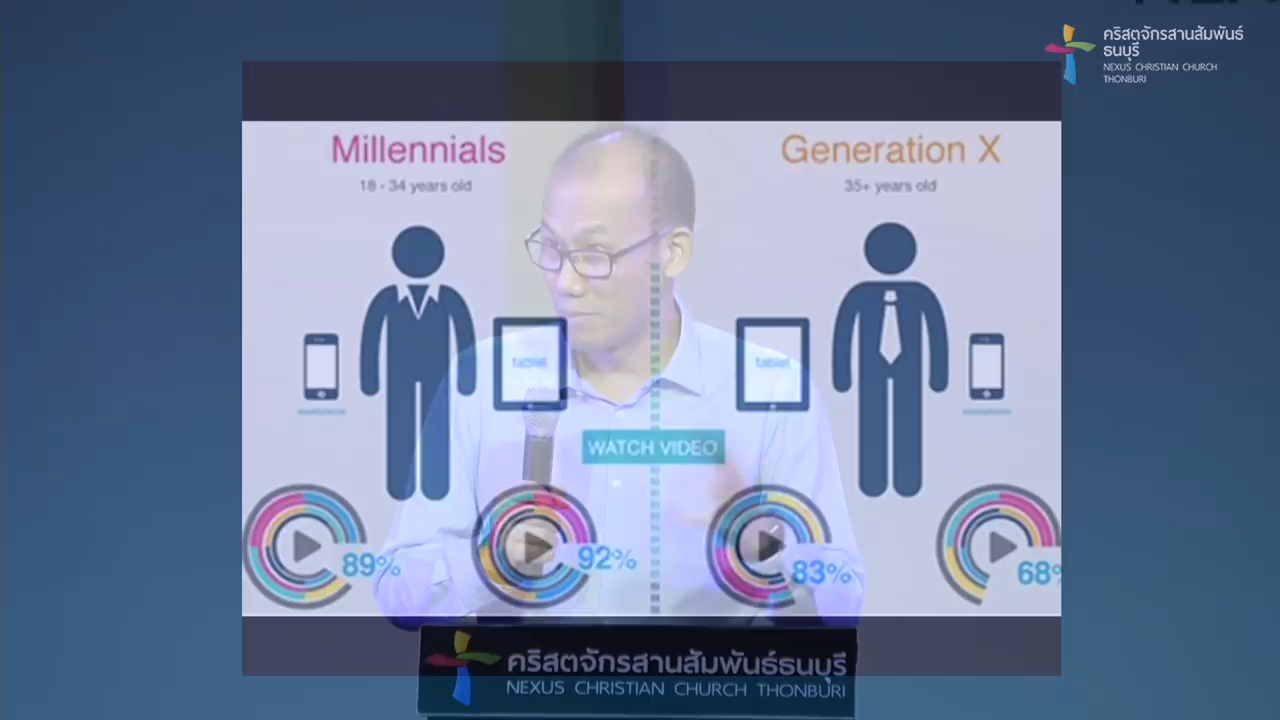 คริสตจักรสานสัมพันธ์
ธนบุรี
NEXUS CHRISTIAN CHURCH
THONBURI
Millennials
Generation X
18 - 34 years old
35+ years old
tablet
tablet
WATCH VIDEO
89%
92%
83%
68%
คริสตจักรสานสัมพันธ์ธนบุรี
NEXUS CHRISTIAN CHURCH THONBURI